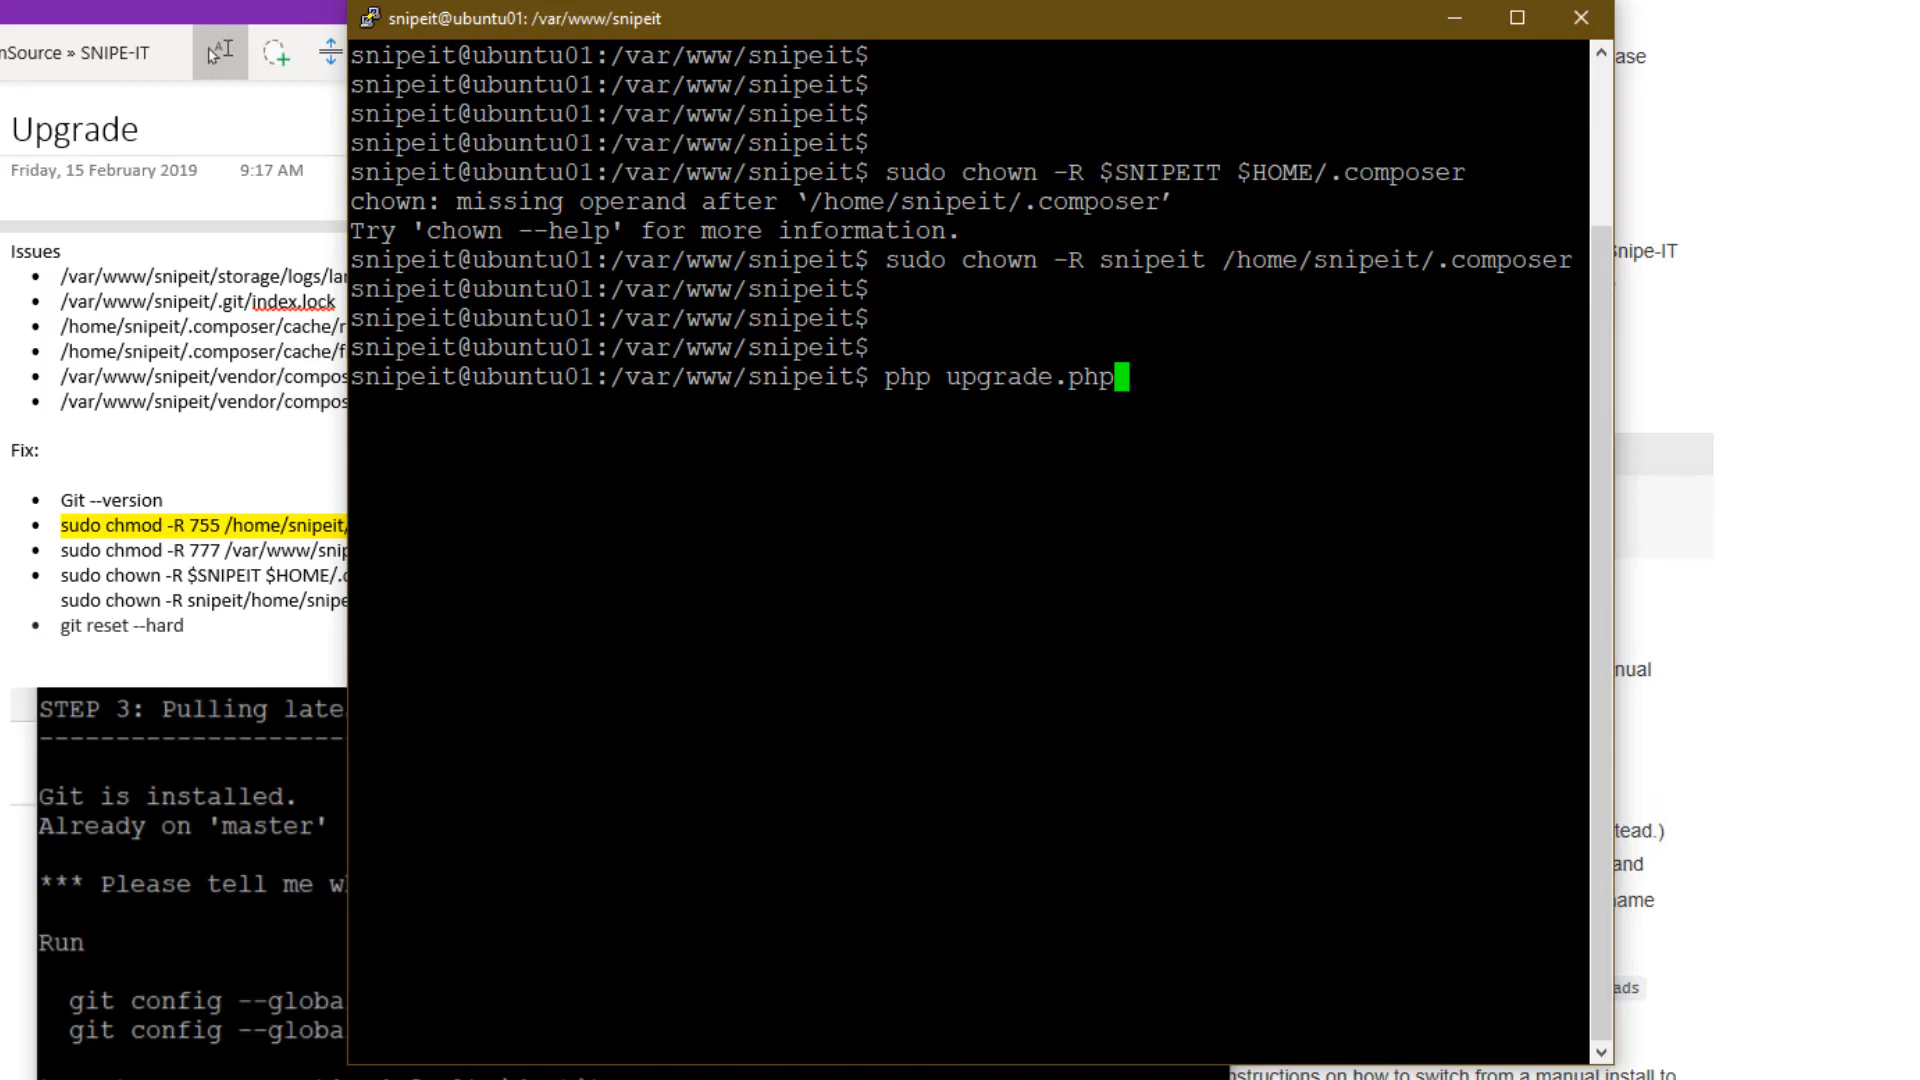 nSource » SNIPE-IT
Upgrade
Friday, 15 February 2019 9:17 AM
Issues
/var/www/snipeit/storage/logs/lar
/var/www/snipeit/.git/index.lock
/home/snipeit/.composer/cache/r
/home/snipeit/.composer/cache/f
/var/www/snipeit/vendor/compos
/var/www/snipeit/vendor/compos
Fix:
Git --version
sudo chmod -R 755 /home/snipeit/
sudo chmod -R 777 /var/www/snip
sudo chown -R $SNIPEIT $HOME/.c
sudo chown -R snipeit/home/snipe
git reset --hard
STEP 3: Pulling late
--------------------
Git is installed.
Already on 'master'
*** Please tell me w
Run
git config --globa
git config --globa
snipeit@ubuntu01: /var/www/snipeit
snipeit@ubuntu01:/var/www/snipeit$
snipeit@ubuntu01:/var/www/snipeit$
snipeit@ubuntu01:/var/www/snipeit$
snipeit@ubuntu01:/var/www/snipeit$
snipeit@ubuntu01:/var/www/snipeit$ sudo chown -R $SNIPEIT $HOME/.composer
chown: missing operand after ‘/home/snipeit/.composer’
Try 'chown --help' for more information.
snipeit@ubuntu01:/var/www/snipeit$ sudo chown -R snipeit /home/snipeit/.composer
snipeit@ubuntu01:/var/www/snipeit$
snipeit@ubuntu01:/var/www/snipeit$
snipeit@ubuntu01:/var/www/snipeit$
snipeit@ubuntu01:/var/www/snipeit$ php upgrade.php
ase
Snipe-IT
nual
tead.)
and
name
ads
nstructions on how to switch from a manual install to